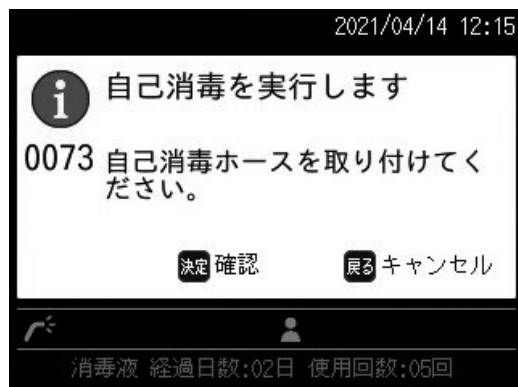 2021/04/14 12:15
自己消毒を実行します
0073 自己消毒ホースを取り付けてく
ださい。
決定 確認 戻る キャンセル
消毒液 経過日数:02日 使用回数:05回